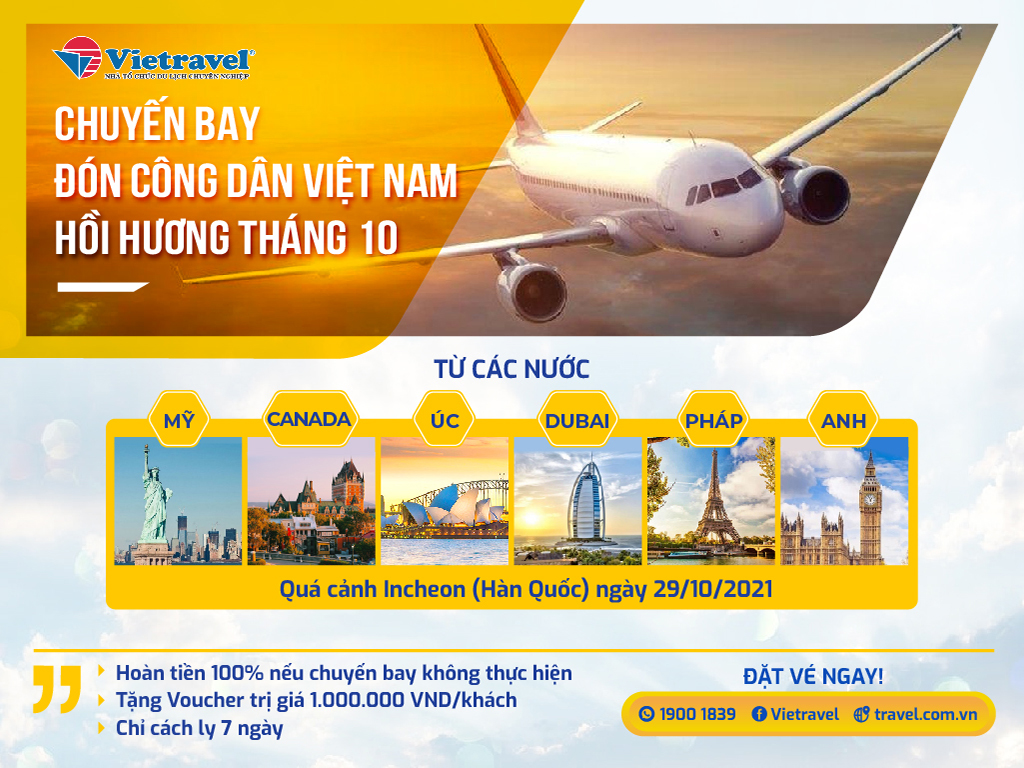 Vietravel®
NHÀ TỔ CHỨC DU LỊCH CHUYÊN NGHIỆP
CHUYẾN BAY
ĐÓN CÔNG DÂN VIỆT NAM
HỒI HƯƠNG THÁNG 10
TỪ CÁC NƯỚC
MỸ
CANADA
ÚC
DUBAI
PHÁP
ANH
Quá cảnh Incheon (Hàn Quốc) ngày 29/10/2021
Hoàn tiền 100% nếu chuyến bay không thực hiện
Tặng Voucher trị giá 1.000.000 VND/khách
Chỉ cách ly 7 ngày
ĐẶT VÉ NGAY!
1900 1839 Vietravel travel.com.vn